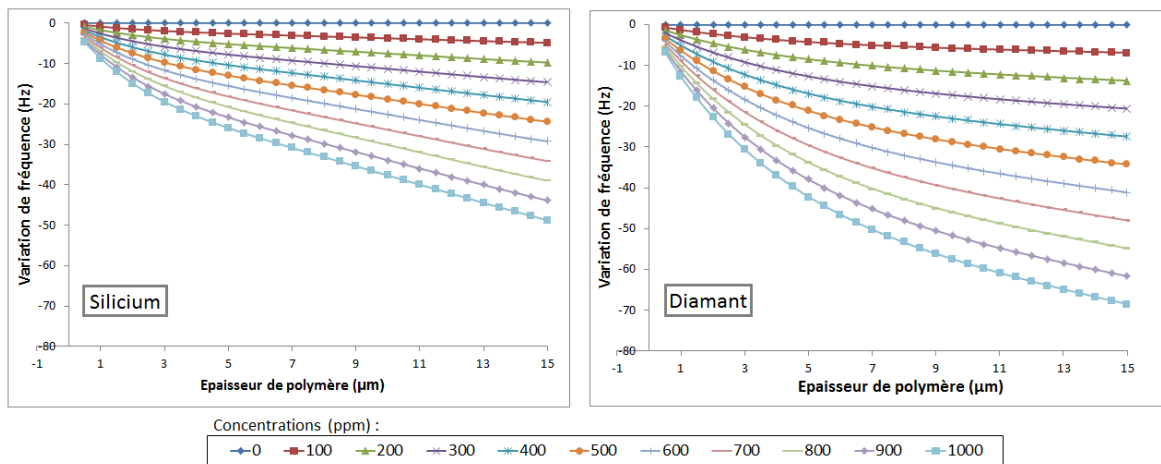 0
-10
-20
-30
-40
-50
-60
-70
-80
Variation de fréquence (Hz)
Silicium
-1 1 3 5 7 9 11 13 15
Epaisseur de polymère (µm)
0
-10
-20
-30
-40
-50
-60
-70
-80
Variation de fréquence (Hz)
Diamant
-1 1 3 5 7 9 11 13 15
Epaisseur de polymère (µm)
Concentrations (ppm) :
0 100 200 300 400 500 600 700 800 900 1000